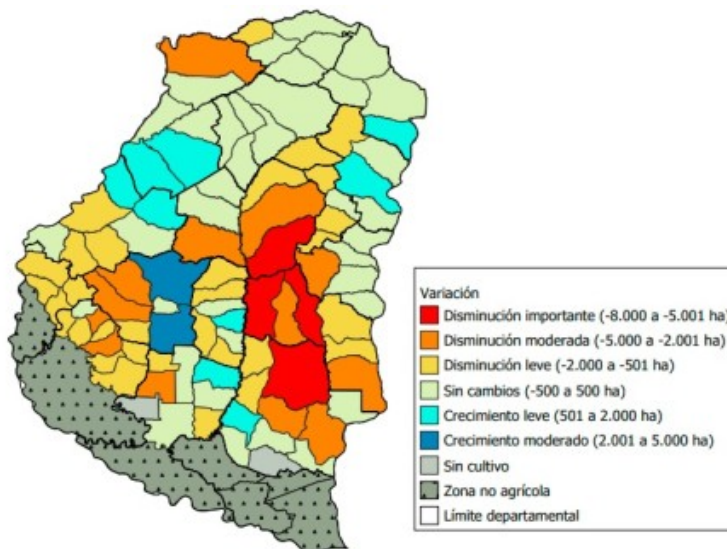 Variación
Disminución importante (-8.000 a -5.001 ha)
Disminución moderada (-5.000 a -2.001 ha)
Disminución leve (-2.000 a -501 ha)
Sin cambios (-500 a 500 ha)
Crecimiento leve (501 a 2.000 ha)
Crecimiento moderado (2.001 a 5.000 ha)
Sin cultivo
Zona no agrícola
Límite departamental